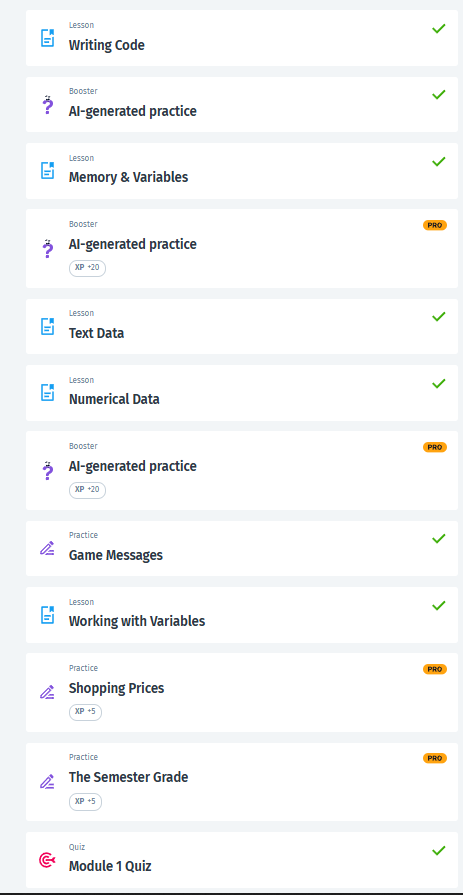 Lesson
Writing Code
Booster
AI-generated practice
Lesson
Memory & Variables
Booster
PRO
AI-generated practice
XP +20
Lesson
Text Data
Lesson
Numerical Data
Booster
PRO
AI-generated practice
XP +20
Practice
Game Messages
Lesson
Working with Variables
Practice
PRO
Shopping Prices
XP +5
Practice
PRO
The Semester Grade
XP +5
Quiz
Module 1 Quiz